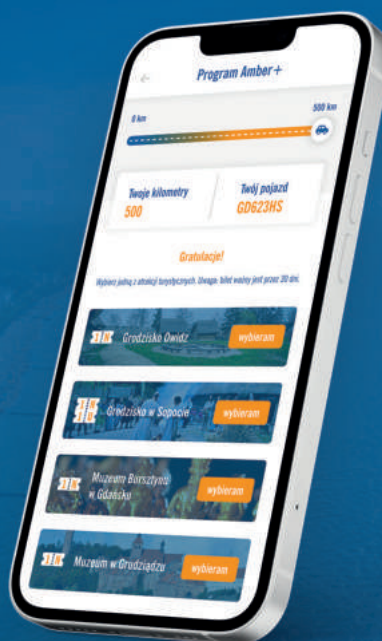 Program Amber+
0 km
500 km
Twoje kilometry
500
Twój pojazd
GD623HS
Gratulacje!
Wybierz jedną z atrakcji turystycznych. Uwaga: bilet ważny jest przez 30 dni.
Grodzisko Owidz
wybieram
Grodzisko w Sopocie
wybieram
Muzeum Bursztynu
w Gdańsku
wybieram
Muzeum w Grudziądzu
wybieram